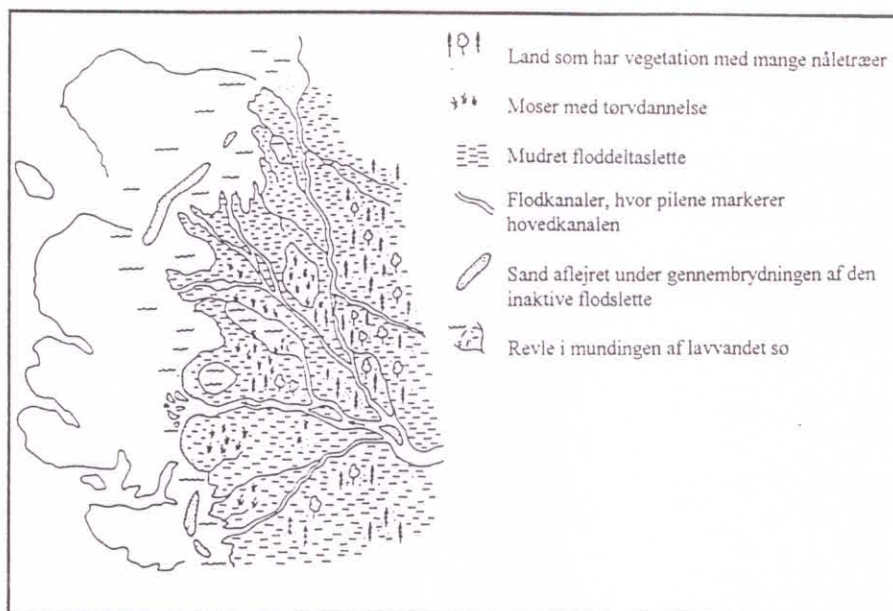 Land som har vegetation med mange nåletræer
Moser med tørvdannelse
Mudret floddeltaslette
Flodkanaler, hvor pilene markerer
hovedkanalen
Sand aflejret under gennembrydningen af den
inaktive flodslette
Revle i mundingen af lavvandet sø